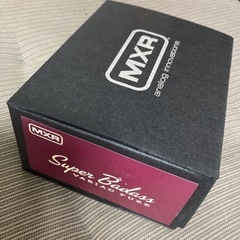 MXR
analog innovations
MXR
Super Badass
VARIAC FUZZ